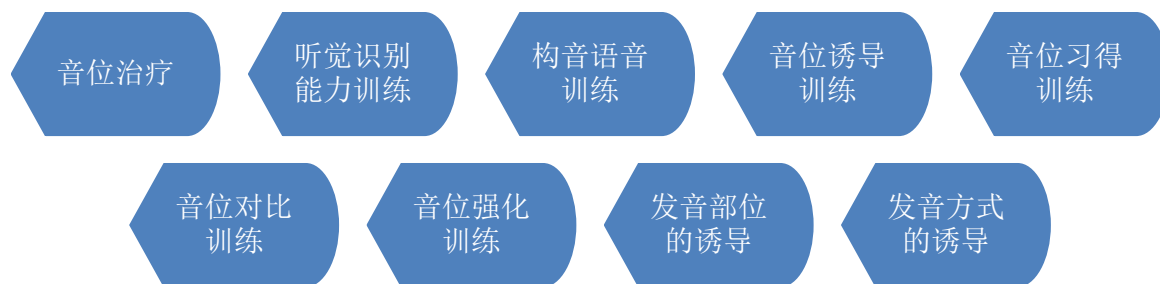 音位治疗
听觉识别
能力训练
构音语音
训练
音位诱导
训练
音位习得
训练
音位对比
训练
音位强化
训练
发音部位
的诱导
发音方式
的诱导